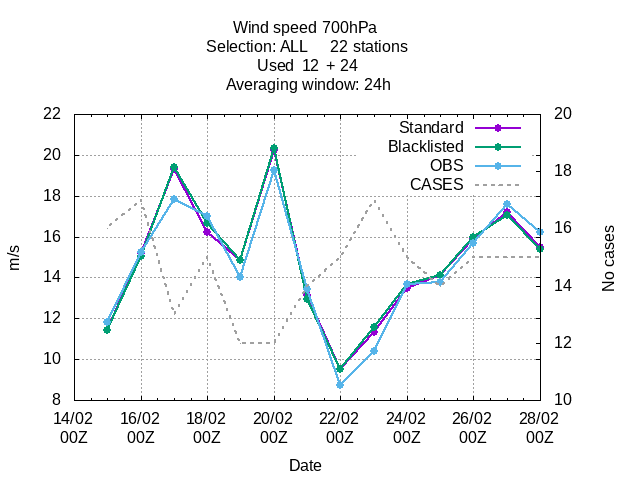 Wind speed 700hPa
Selection: ALL 22 stations
Used 12 + 24
Averaging window: 24h
22 20
Standard
Blacklisted
20 18
OBS
CASES
18
16 16
m/s
No cases
14 14
12 12
10
8 10
14/02 16/02 18/02 20/02 22/02 24/02 26/02 28/02
00Z 00Z 00Z 00Z 00Z 00Z 00Z 00Z
Date